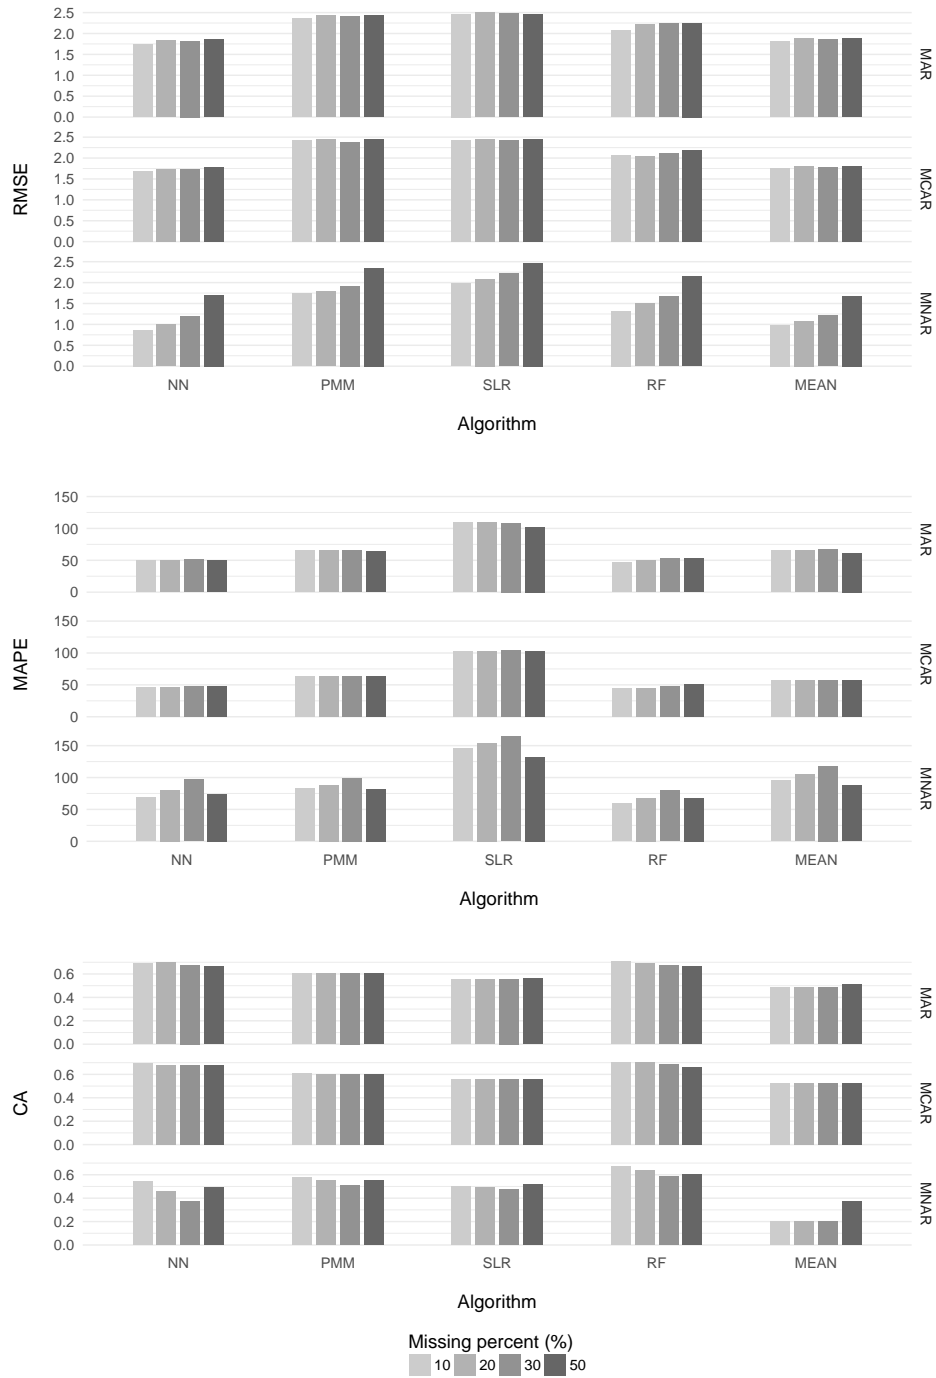 RMSE
2.5
2.0
1.5
1.0
0.5
0.0
MAR
2.5
2.0
1.5
1.0
0.5
0.0
MCAR
2.5
2.0
1.5
1.0
0.5
0.0
MNAR
NN PMM SLR RF MEAN
Algorithm
MAPE
150
100
50
0
MAR
150
100
50
0
MCAR
150
100
50
0
MNAR
NN PMM SLR RF MEAN
Algorithm
CA
0.6
0.4
0.2
0.0
MAR
0.6
0.4
0.2
0.0
MCAR
0.6
0.4
0.2
0.0
MNAR
NN PMM SLR RF MEAN
Algorithm
Missing percent (%)
10 20 30 50